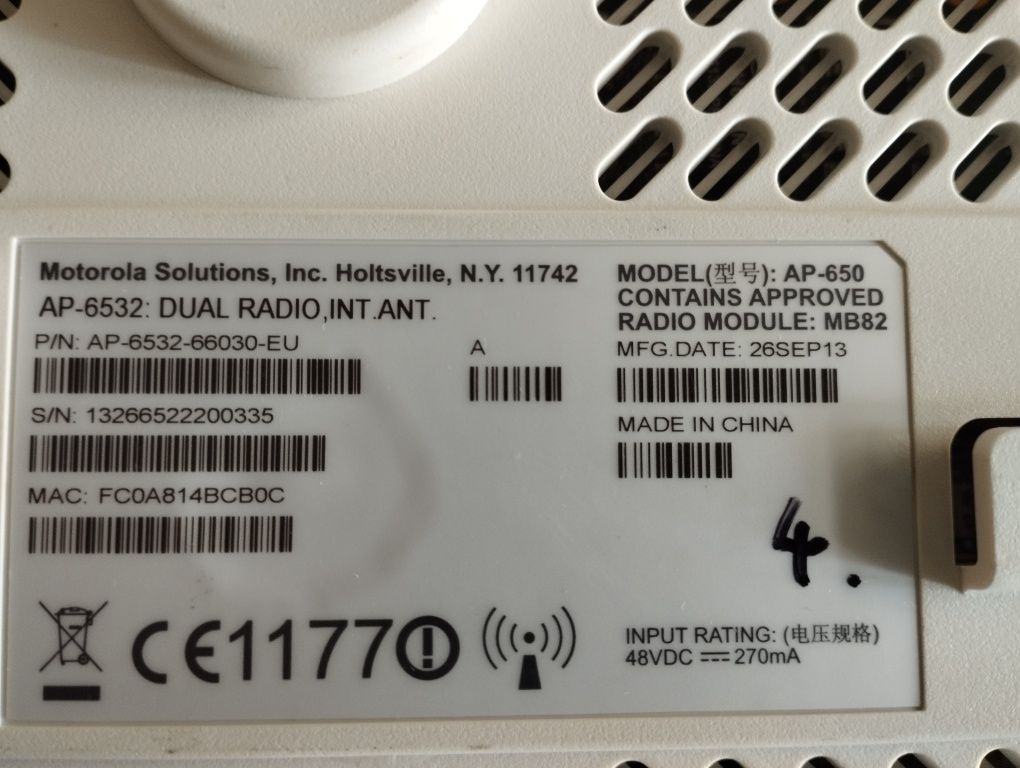 Motorola Solutions, Inc. Holtsville, N.Y. 11742
AP-6532: DUAL RADIO,INT.ANT.
P/N: AP-6532-66030-EU
A
S/N: 13266522200335
MAC: FC0A814BCB0C
MODEL(型号): AP-650
CONTAINS APPROVED
RADIO MODULE: MB82
MFG.DATE: 26SEP13
MADE IN CHINA
4.
CE1177
INPUT RATING: (电压规格)
48VDC ⎓ 270mA